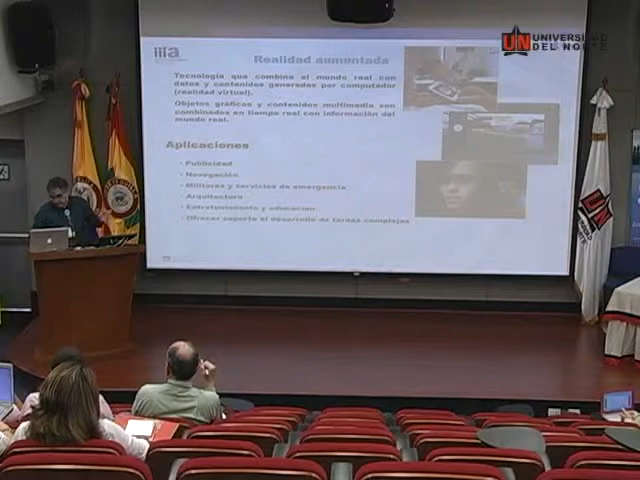 iiia
Realidad aumentada
UN UNIVERSIDAD
DEL NORTE
Tecnología que combina el mundo real con
datos y contenidos generados por computador
(realidad virtual).
Objetos gráficos y contenidos multimedia son
combinados en tiempo real con información del
mundo real.
Aplicaciones
· Publicidad
· Navegación
· Militares y servicios de emergencia
· Arquitectura
· Entretenimiento y educación
· Ofrecer soporte al desarrollo de tareas complejas
UN